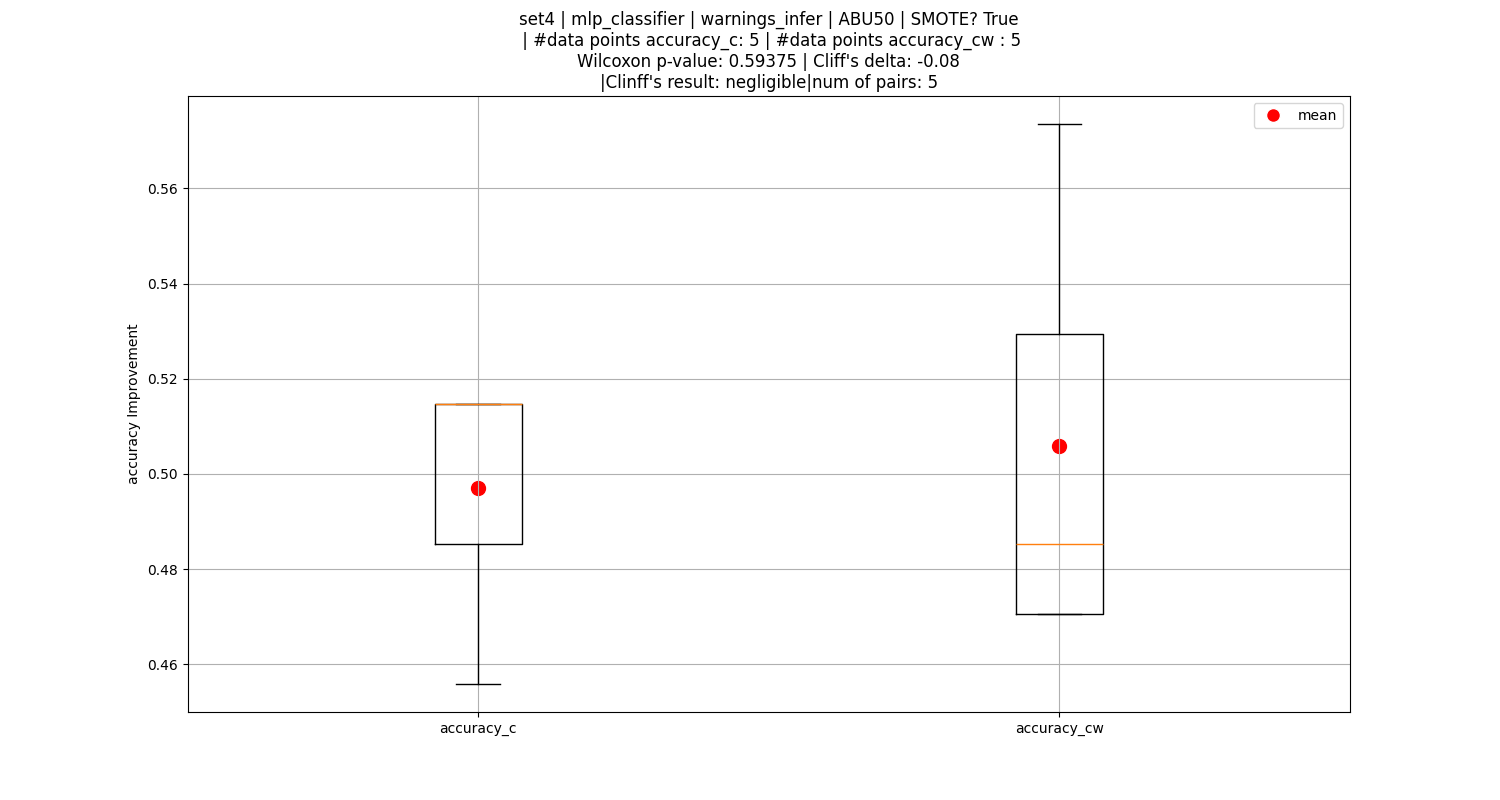 set4 | mlp_classifier | warnings_infer | ABU50 | SMOTE? True
| #data points accuracy_c: 5 | #data points accuracy_cw : 5
Wilcoxon p-value: 0.59375 | Cliff's delta: -0.08
|Clinff's result: negligible|num of pairs: 5
mean
0.56
0.54
0.52
0.50
0.48
0.46
accuracy Improvement
accuracy_c
accuracy_cw